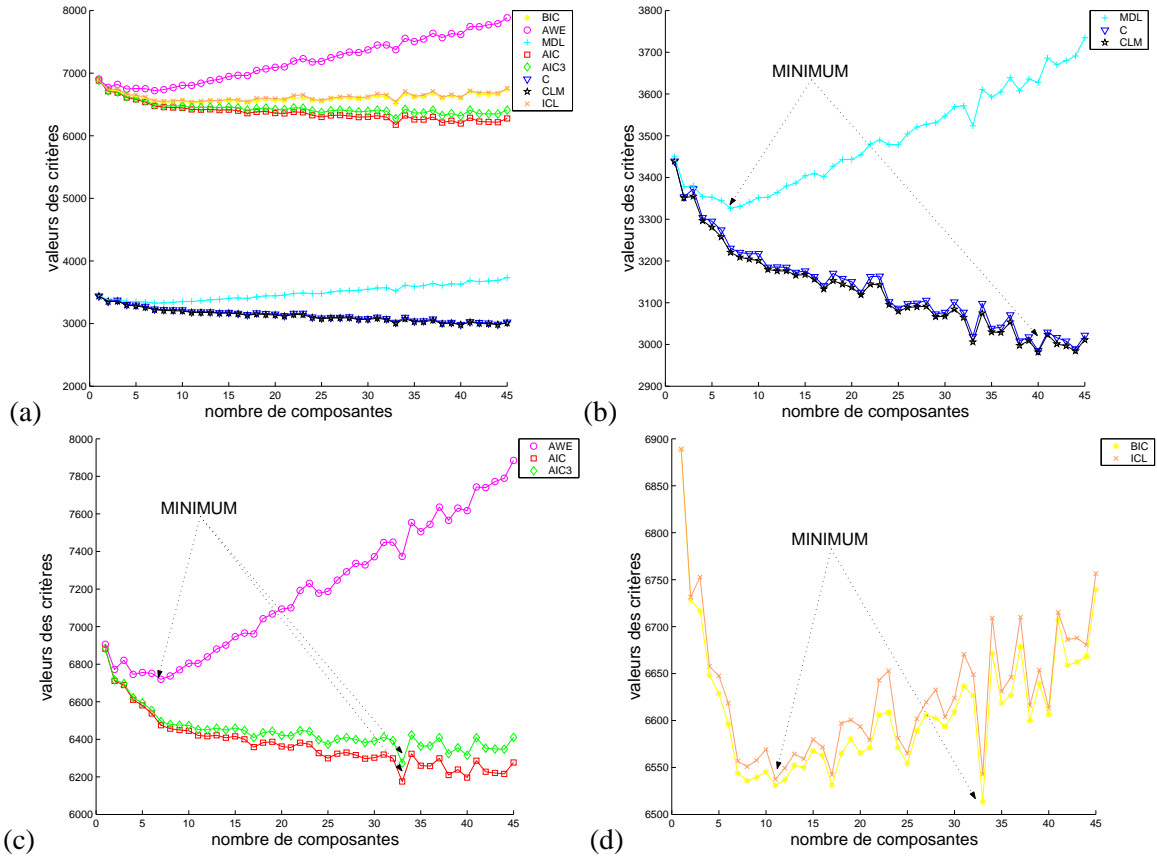 8000
7000
6000
5000
4000
3000
2000
valeurs des critères
0 5 10 15 20 25 30 35 40 45
nombre de composantes
BIC
AWE
MDL
AIC
AIC3
C
CLM
ICL
(a)
3800
3700
3600
3500
3400
3300
3200
3100
3000
2900
valeurs des critères
0 5 10 15 20 25 30 35 40 45
nombre de composantes
MINIMUM
MDL
C
CLM
(b)
8000
7800
7600
7400
7200
7000
6800
6600
6400
6200
6000
valeurs des critères
0 5 10 15 20 25 30 35 40 45
nombre de composantes
MINIMUM
AWE
AIC
AIC3
(c)
6900
6850
6800
6750
6700
6650
6600
6550
6500
valeurs des critères
0 5 10 15 20 25 30 35 40 45
nombre de composantes
MINIMUM
BIC
ICL
(d)